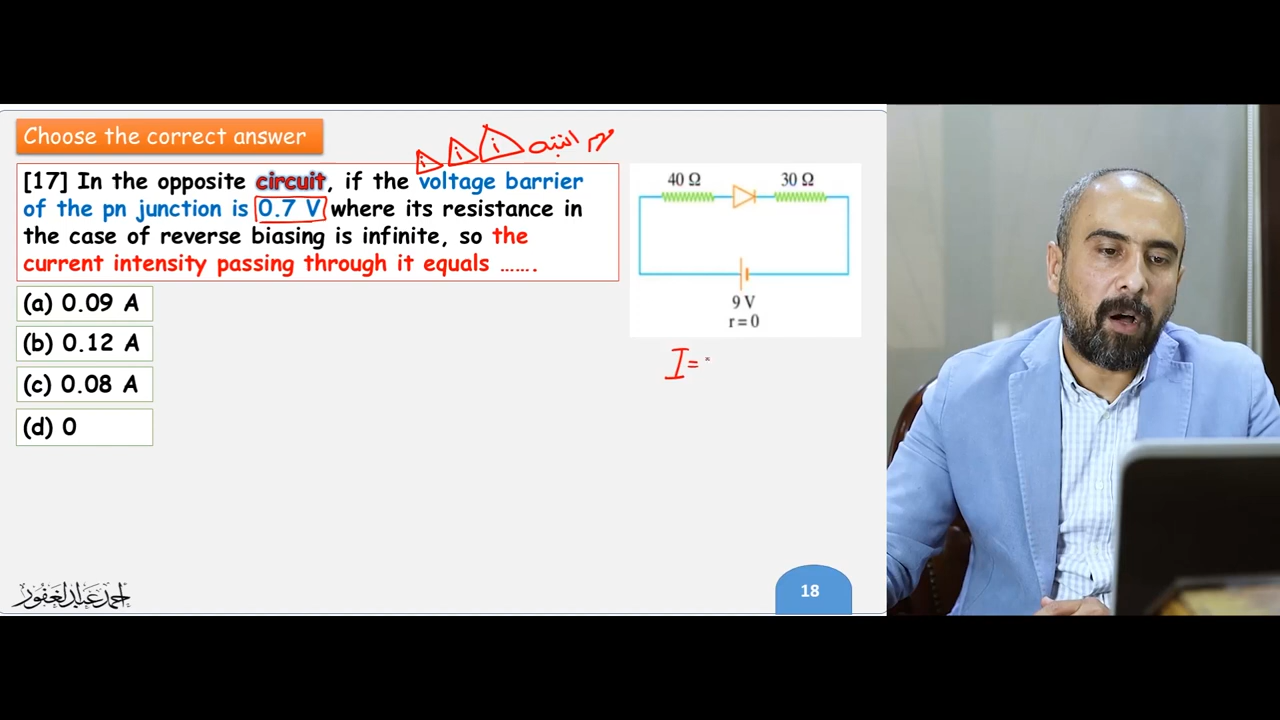 Choose the correct answer
مهم انتبه
[17] In the opposite circuit, if the voltage barrier
of the pn junction is 0.7 V where its resistance in
the case of reverse biasing is infinite, so the
current intensity passing through it equals …….
(a) 0.09 A
(b) 0.12 A
(c) 0.08 A
(d) 0
40 Ω
30 Ω
9 V
r = 0
I =
احمد عبد الغفور
18